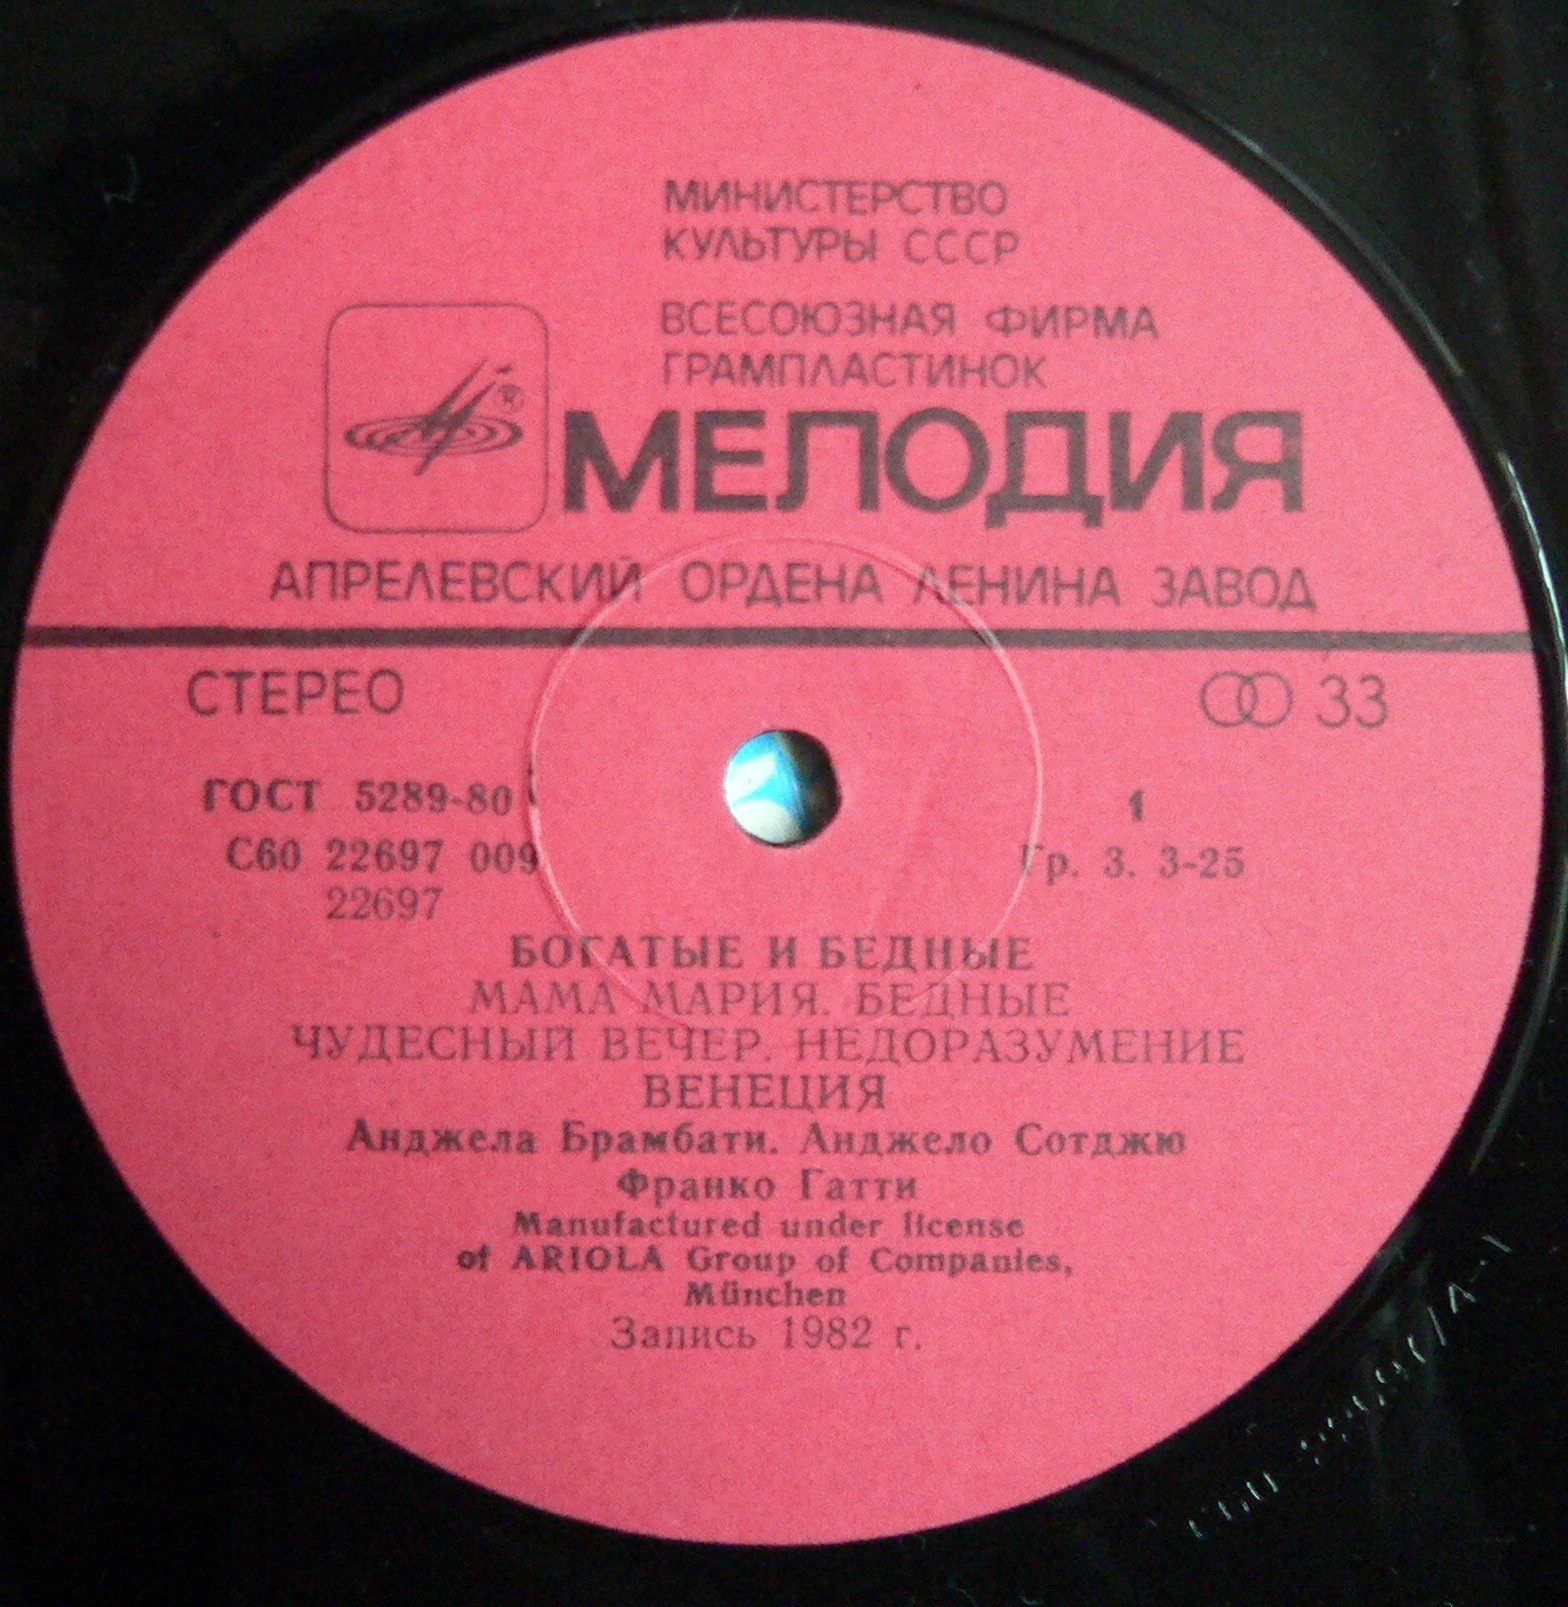 МИНИСТЕРСТВО
КУЛЬТУРЫ СССР
ВСЕСОЮЗНАЯ ФИРМА
ГРАМПЛАСТИНОК
®
МЕЛОДИЯ
АПРЕЛЕВСКИЙ ОРДЕНА ЛЕНИНА ЗАВОД
СТЕРЕО 33
ГОСТ 5289-80 1
С60 22697 009 Гр. 3. 3-25
22697
БОГАТЫЕ И БЕДНЫЕ
МАМА МАРИЯ. БЕДНЫЕ
ЧУДЕСНЫЙ ВЕЧЕР. НЕДОРАЗУМЕНИЕ
ВЕНЕЦИЯ
Анджела Брамбати. Анджело Сотджю
Франко Гатти
Manufactured under license
of ARIOLA Group of Companies,
München
Запись 1982 г.